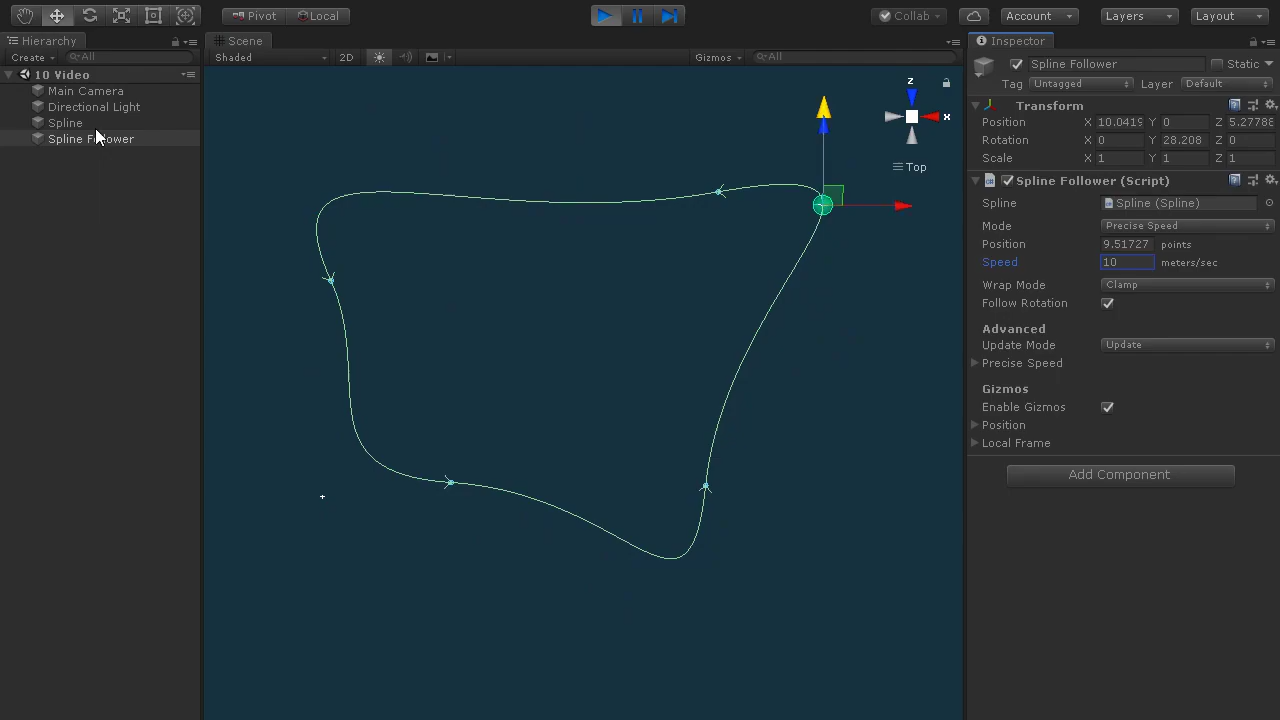 Pivot Local Collab Account Layers Layout
Hierarchy Scene Inspector
Create All Shaded 2D Gizmos All
10 Video
Main Camera
Directional Light
Spline
Spline Follower
z
x
Top
Spline Follower Static
Tag Untagged Layer Default
Transform
Position X 10.0419 Y 0 Z 5.27788
Rotation X 0 Y 28.208 Z 0
Scale X 1 Y 1 Z 1
Spline Follower (Script)
Spline Spline (Spline)
Mode Precise Speed
Position 9.51727 points
Speed 10 meters/sec
Wrap Mode Clamp
Follow Rotation
Advanced
Update Mode Update
Precise Speed
Gizmos
Enable Gizmos
Position
Local Frame
Add Component